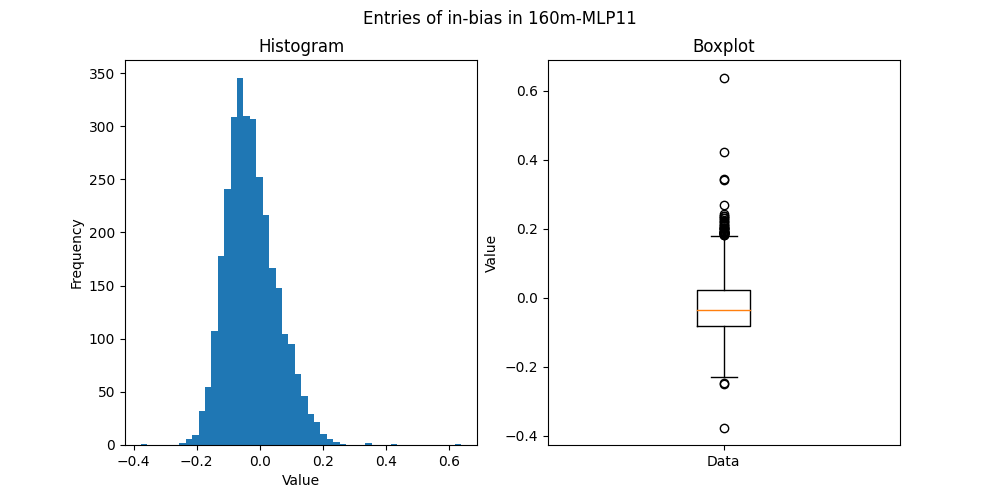 Entries of in-bias in 160m-MLP11
Histogram
Boxplot
350
300
250
200
150
100
50
0
Frequency
−0.4
−0.2
0.0
0.2
0.4
0.6
Value
0.6
0.4
0.2
0.0
−0.2
−0.4
Value
Data